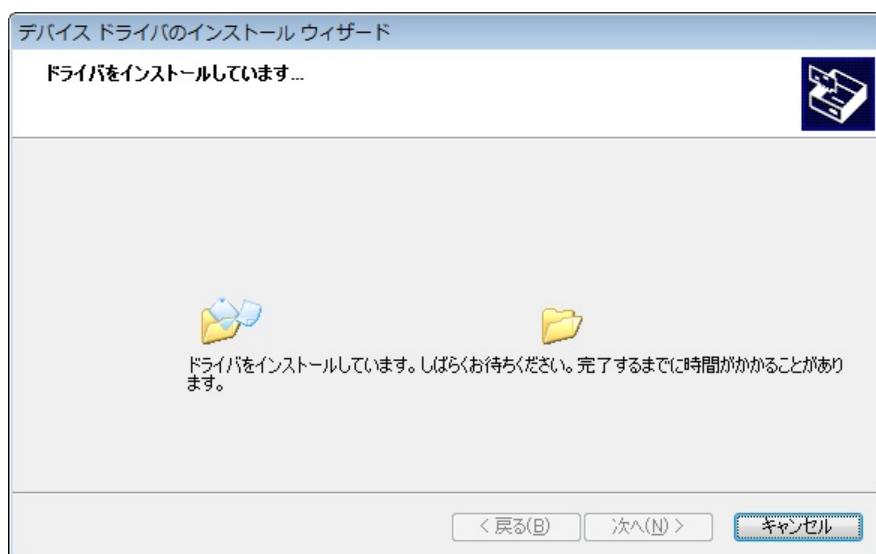 デバイス ドライバのインストール ウィザード
ドライバをインストールしています...
ドライバをインストールしています。しばらくお待ちください。完了するまでに時間がかかることがあり
ます。
< 戻る(B) 次へ(N) > キャンセル